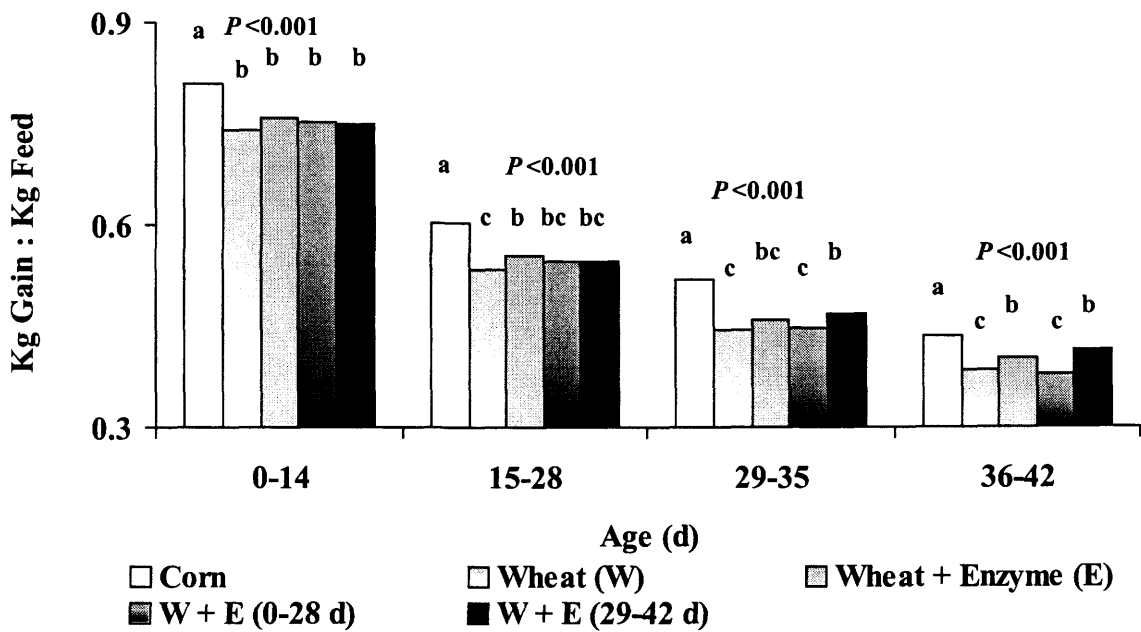 0.9
a P<0.001
b b b b
a P<0.001
c b bc bc
P<0.001
a c bc c b
P<0.001
a c b c b
0.6
0.3
Kg Gain : Kg Feed
0-14 15-28 29-35 36-42
Age (d)
Corn Wheat (W) Wheat + Enzyme (E)
W + E (0-28 d) W + E (29-42 d)